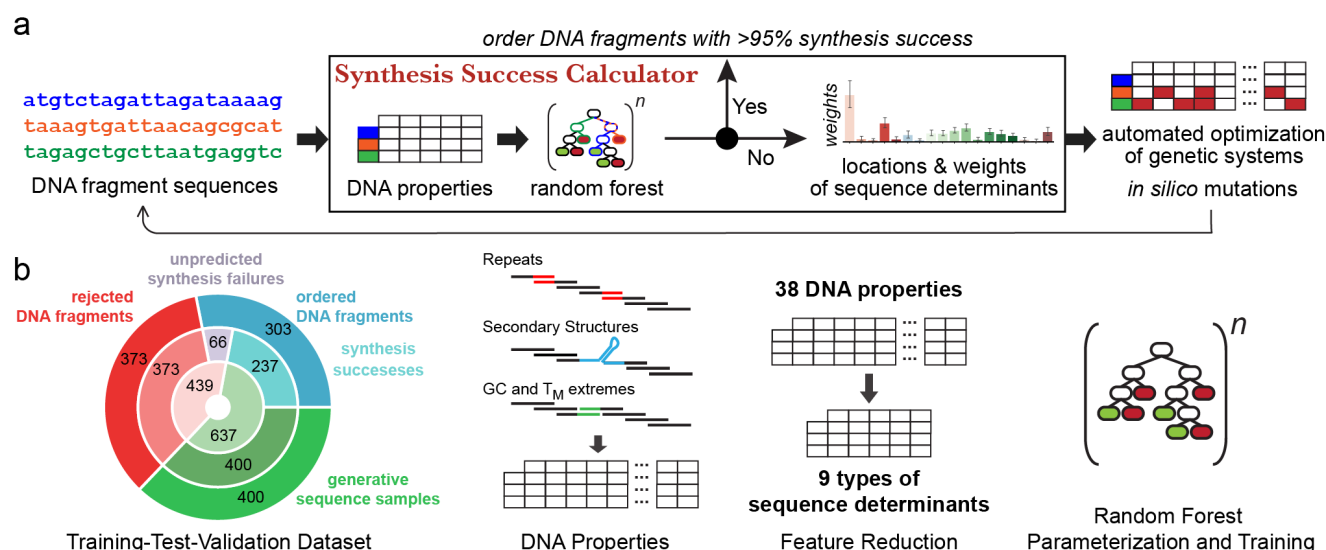 a
order DNA fragments with >95% synthesis success
Synthesis Success Calculator
atgtctagattagataaaag
taaagtgattaacagcgcat
tagagctgcttaatgaggtc
DNA fragment sequences
DNA properties
n
random forest
Yes
No
weights
locations & weights
of sequence determinants
...
...
automated optimization
of genetic systems
in silico mutations
b
unpredicted
synthesis failures
rejected
DNA fragments
ordered
DNA fragments
synthesis
succeseses
generative
sequence samples
303
66
237
373
373
439
637
400
400
Training-Test-Validation Dataset
Repeats
Secondary Structures
GC and TM extremes
...
...
...
...
DNA Properties
38 DNA properties
...
...
...
...
9 types of
sequence determinants
Feature Reduction
n
Random Forest
Parameterization and Training